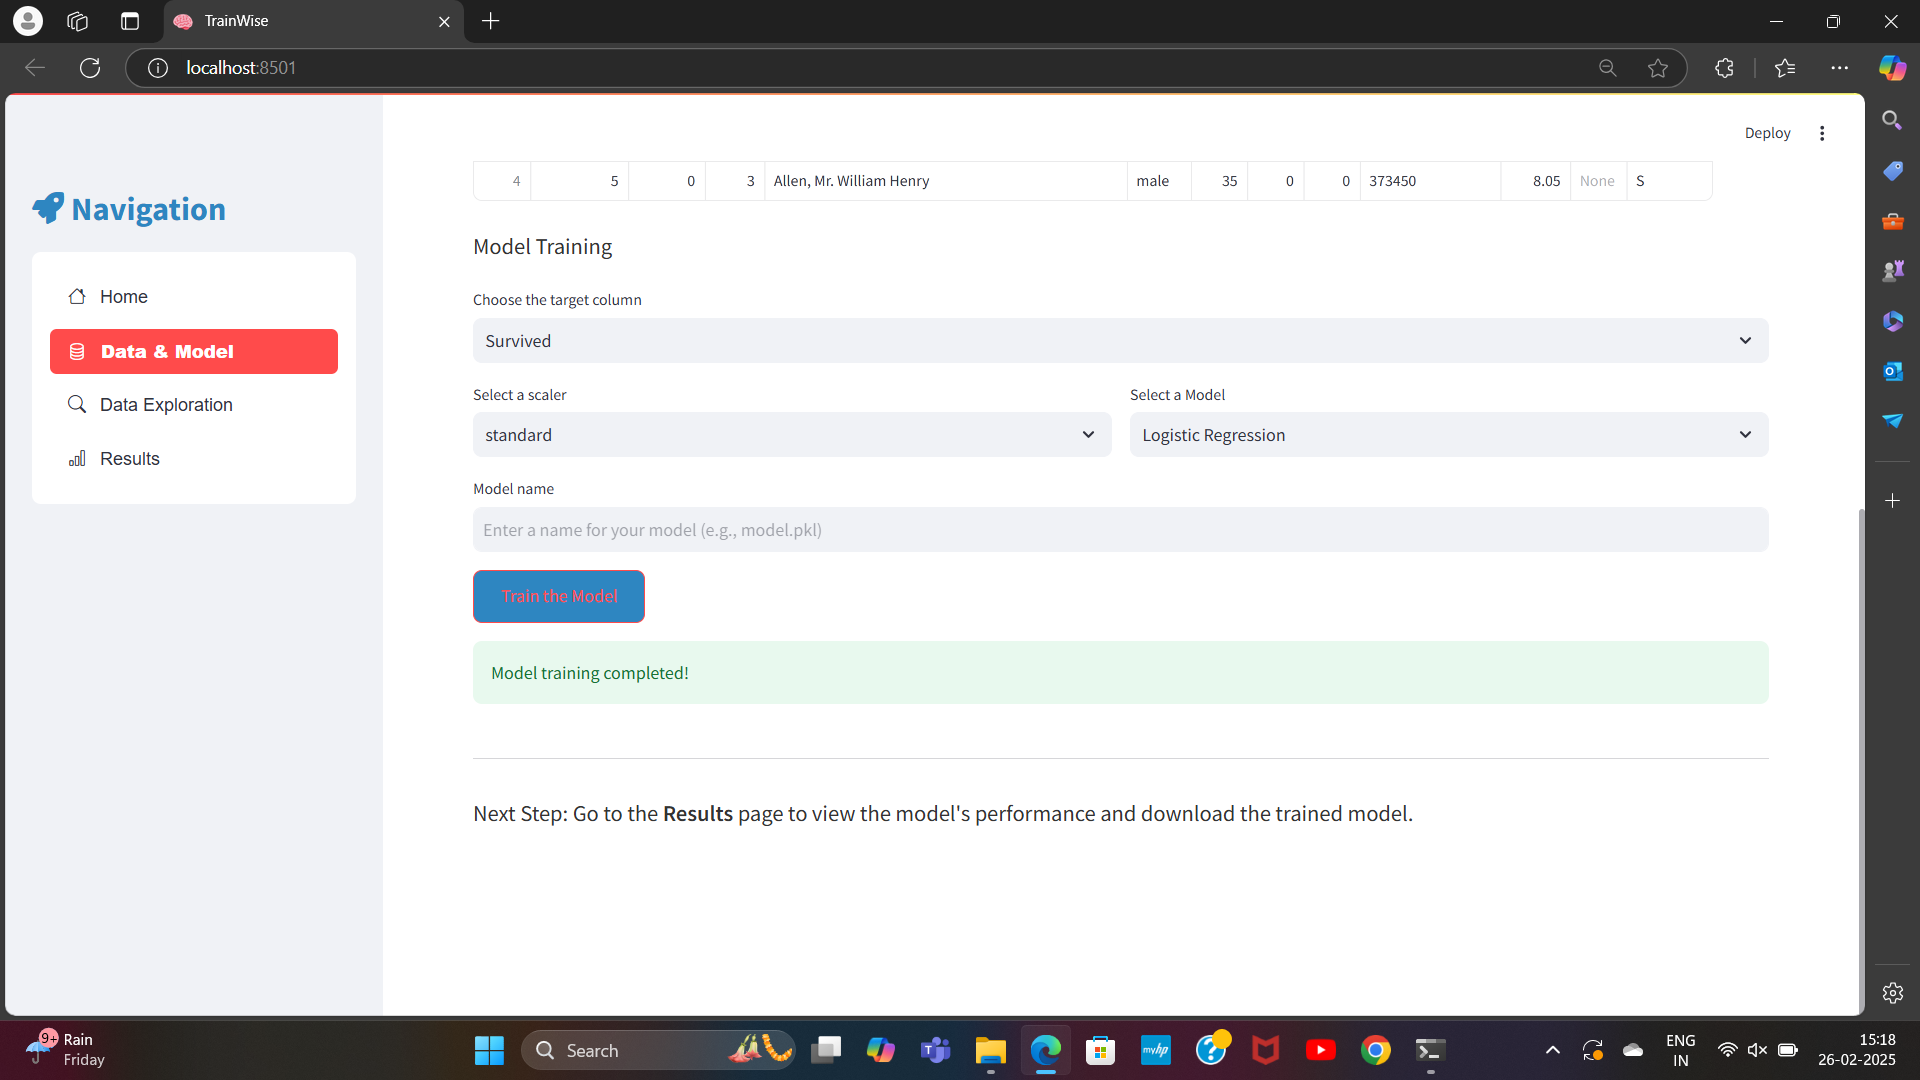 TrainWise
localhost:8501
Deploy
Navigation
Home
Data & Model
Data Exploration
Results
4 5 0 3 Allen, Mr. William Henry male 35 0 0 373450 8.05 None S
Model Training
Choose the target column
Survived
Select a scaler
Select a Model
standard
Logistic Regression
Model name
Enter a name for your model (e.g., model.pkl)
Train the Model
Model training completed!
Next Step: Go to the Results page to view the model's performance and download the trained model.
9+
Rain
Friday
Search
myhp
ENG
IN
15:18
26-02-2025